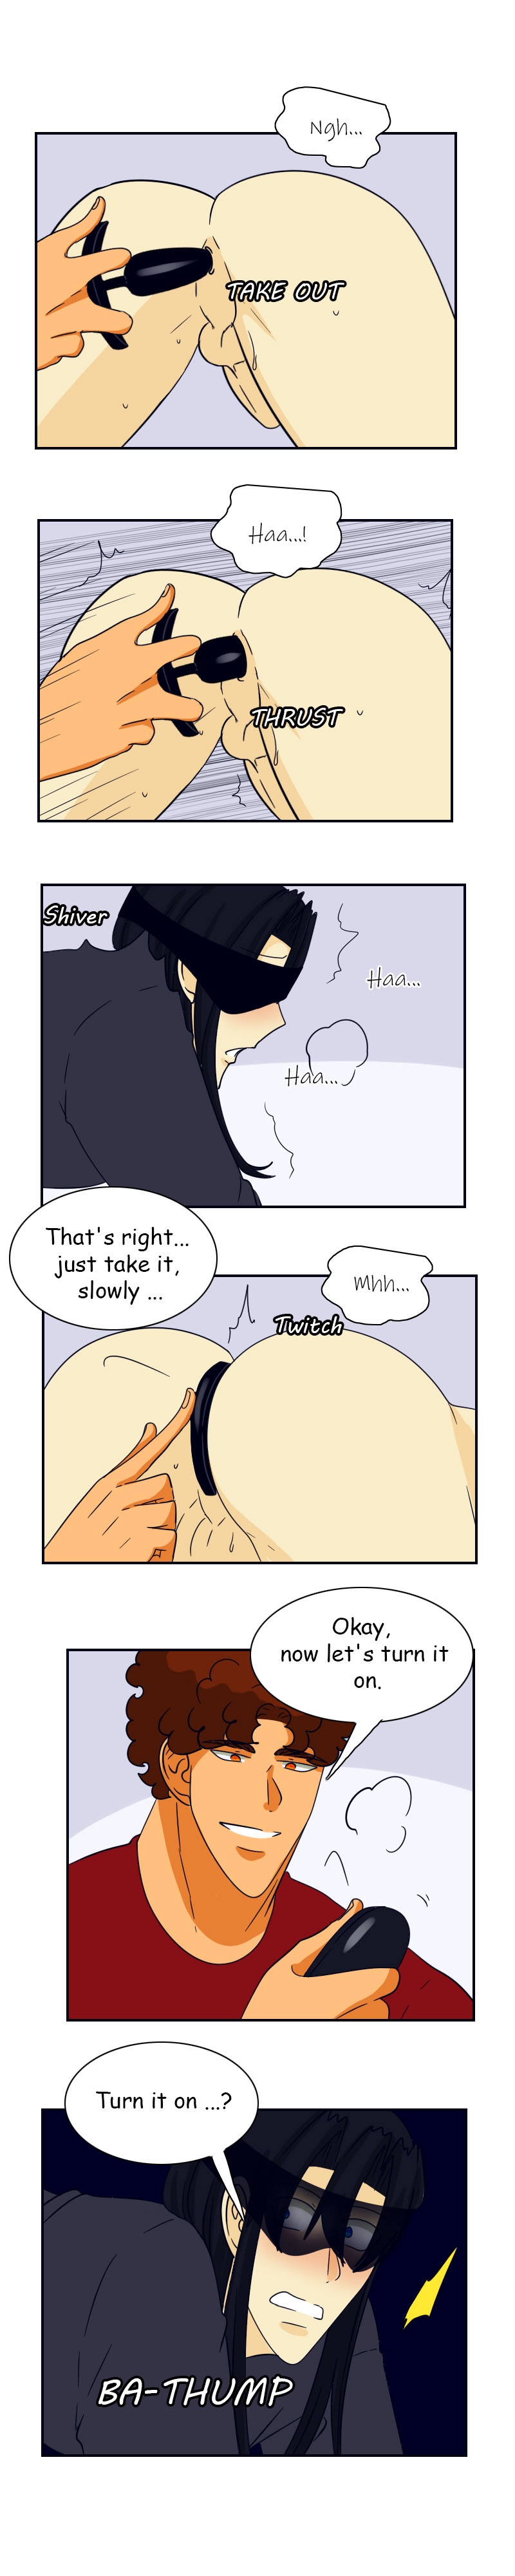 Ngh...
TAKE OUT
Haa...!
THRUST
Shiver
Haa...
Haa...
That's right...
just take it,
slowly ...
Mhh...
Twitch
Okay,
now let's turn it
on.
Turn it on ...?
BA-THUMP